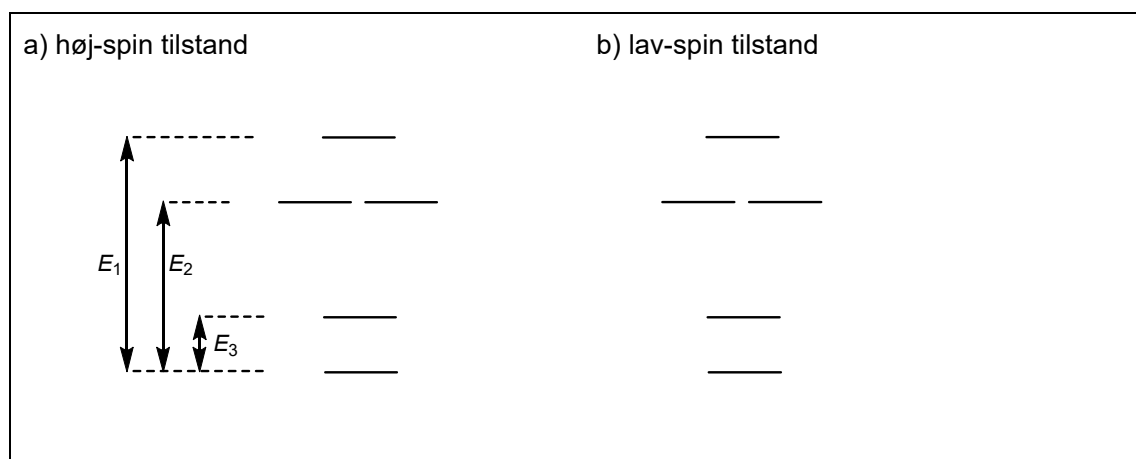 a) høj-spin tilstand
b) lav-spin tilstand
E1
E2
E3